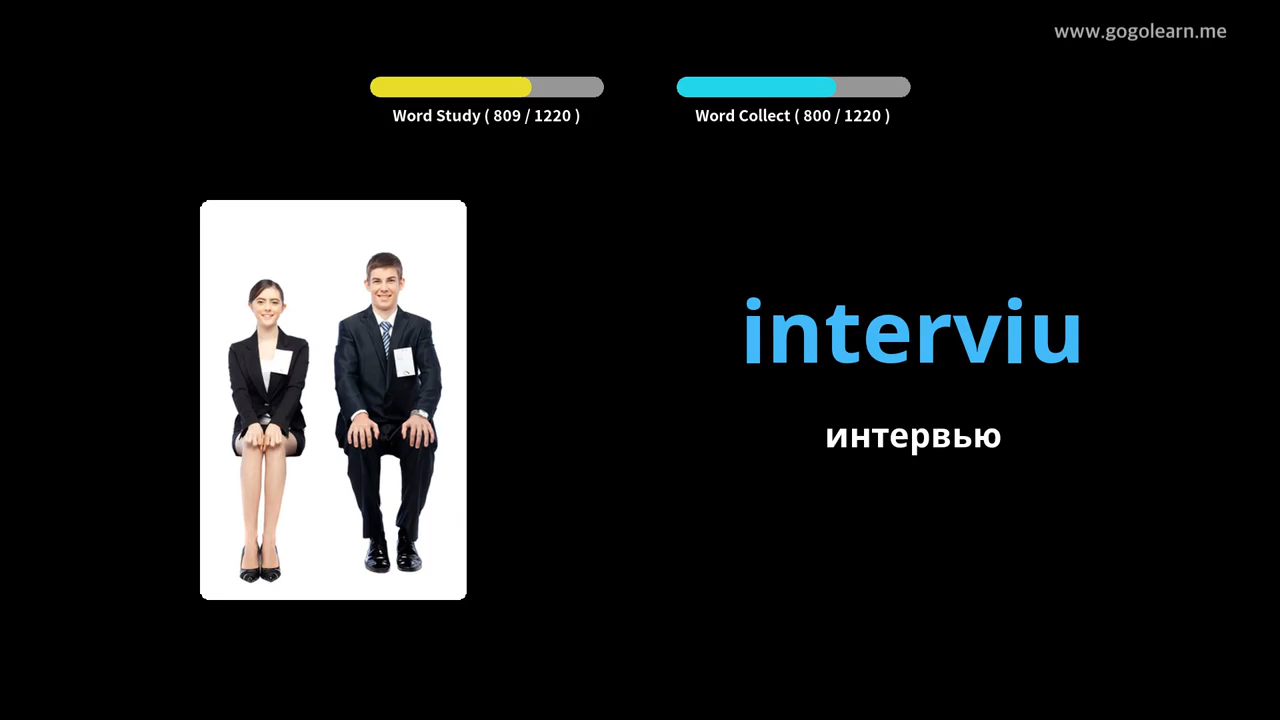 www.gogolearn.me
Word Study ( 809 / 1220 )
Word Collect ( 800 / 1220 )
interviu
интервью